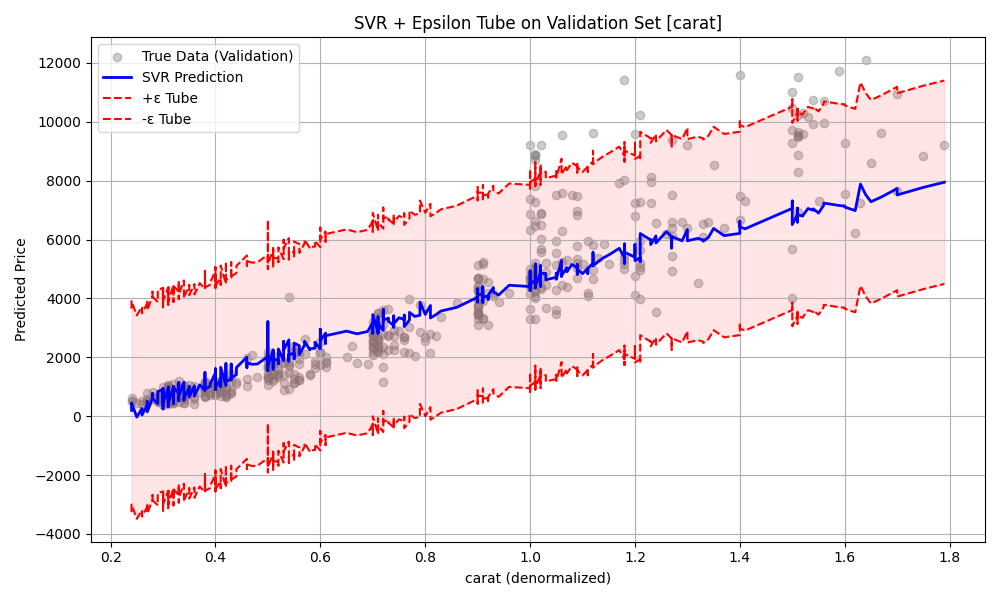 SVR + Epsilon Tube on Validation Set [carat]
True Data (Validation)
SVR Prediction
+ε Tube
-ε Tube
Predicted Price
12000
10000
8000
6000
4000
2000
0
−2000
−4000
0.2 0.4 0.6 0.8 1.0 1.2 1.4 1.6 1.8
carat (denormalized)